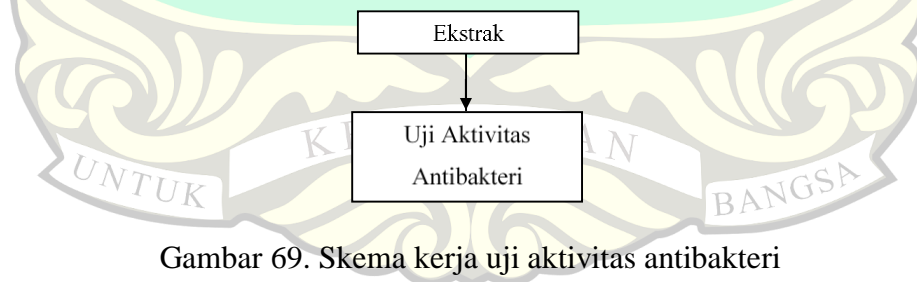 Ekstrak
Uji Aktivitas
Antibakteri
UNTUK
BANGSA
Gambar 69. Skema kerja uji aktivitas antibakteri